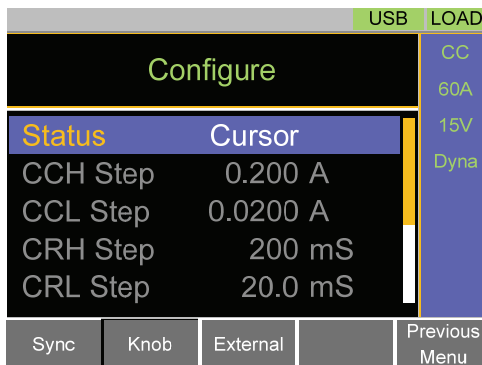 USB LOAD
Configure
CC
60A
15V
Dyna
Status Cursor
CCH Step 0.200 A
CCL Step 0.0200 A
CRH Step 200 mS
CRL Step 20.0 mS
Sync Knob External Previous Menu